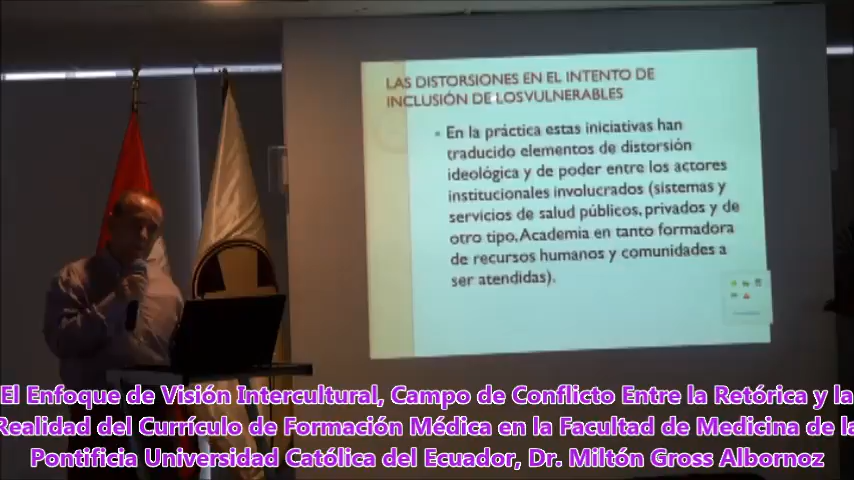 LAS DISTORSIONES EN EL INTENTO DE
INCLUSIÓN DE LOS VULNERABLES
• En la práctica estas iniciativas han
traducido elementos de distorsión
ideológica y de poder entre los actores
institucionales involucrados (sistemas y
servicios de salud públicos, privados y de
otro tipo, Academia en tanto formadora
de recursos humanos y comunidades a
ser atendidas).
El Enfoque de Visión Intercultural, Campo de Conflicto Entre la Retórica y la
Realidad del Currículo de Formación Médica en la Facultad de Medicina de la
Pontificia Universidad Católica del Ecuador, Dr. Miltón Gross Albornoz